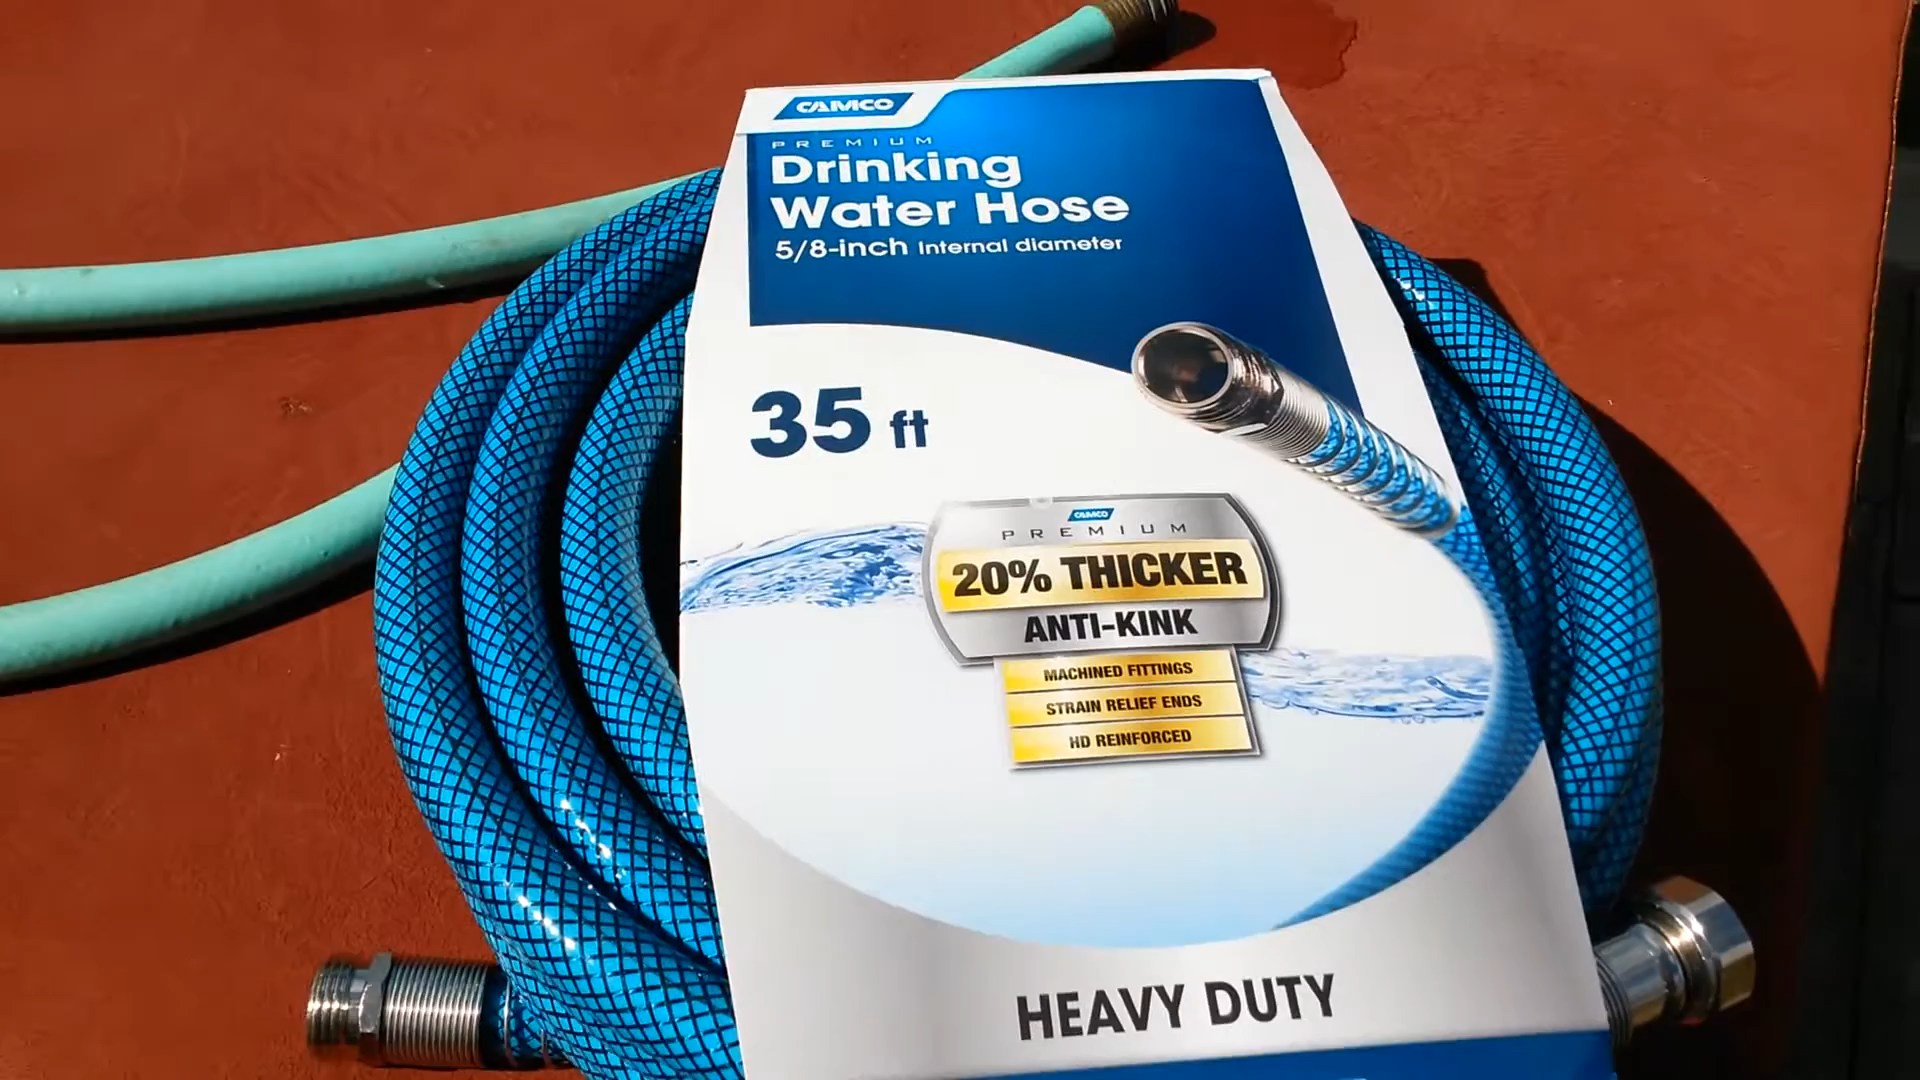 CAMCO
PREMIUM
Drinking
Water Hose
5/8-inch Internal diameter
35 ft
CAMCO
PREMIUM
20% THICKER
ANTI-KINK
MACHINED FITTINGS
STRAIN RELIEF ENDS
HD REINFORCED
HEAVY DUTY